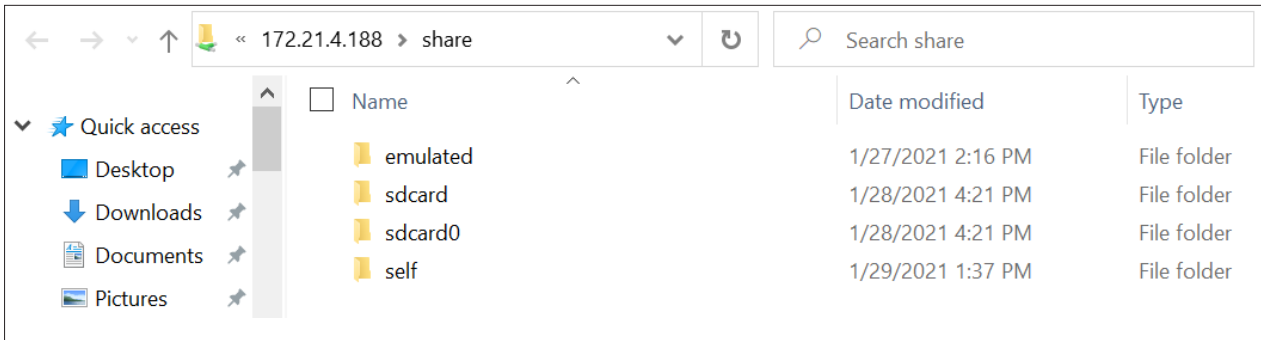 « 172.21.4.188 > share Search share
Name Date modified Type
Quick access
Desktop
Downloads
Documents
Pictures
emulated 1/27/2021 2:16 PM File folder
sdcard 1/28/2021 4:21 PM File folder
sdcard0 1/28/2021 4:21 PM File folder
self 1/29/2021 1:37 PM File folder